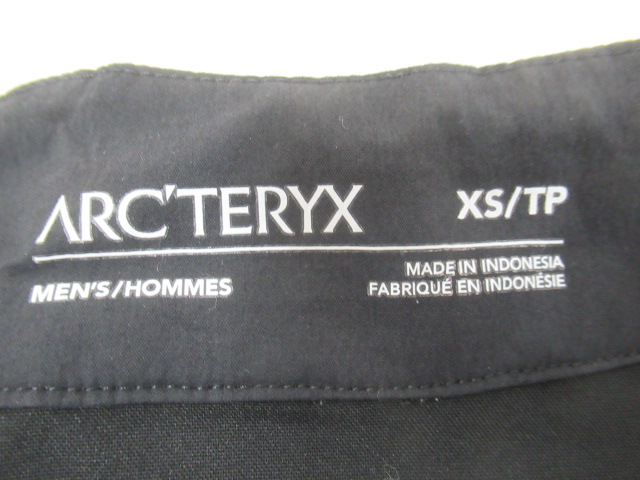 ARC'TERYX XS/TP
MEN'S/HOMMES
MADE IN INDONESIA
FABRIQUÉ EN INDONÉSIE